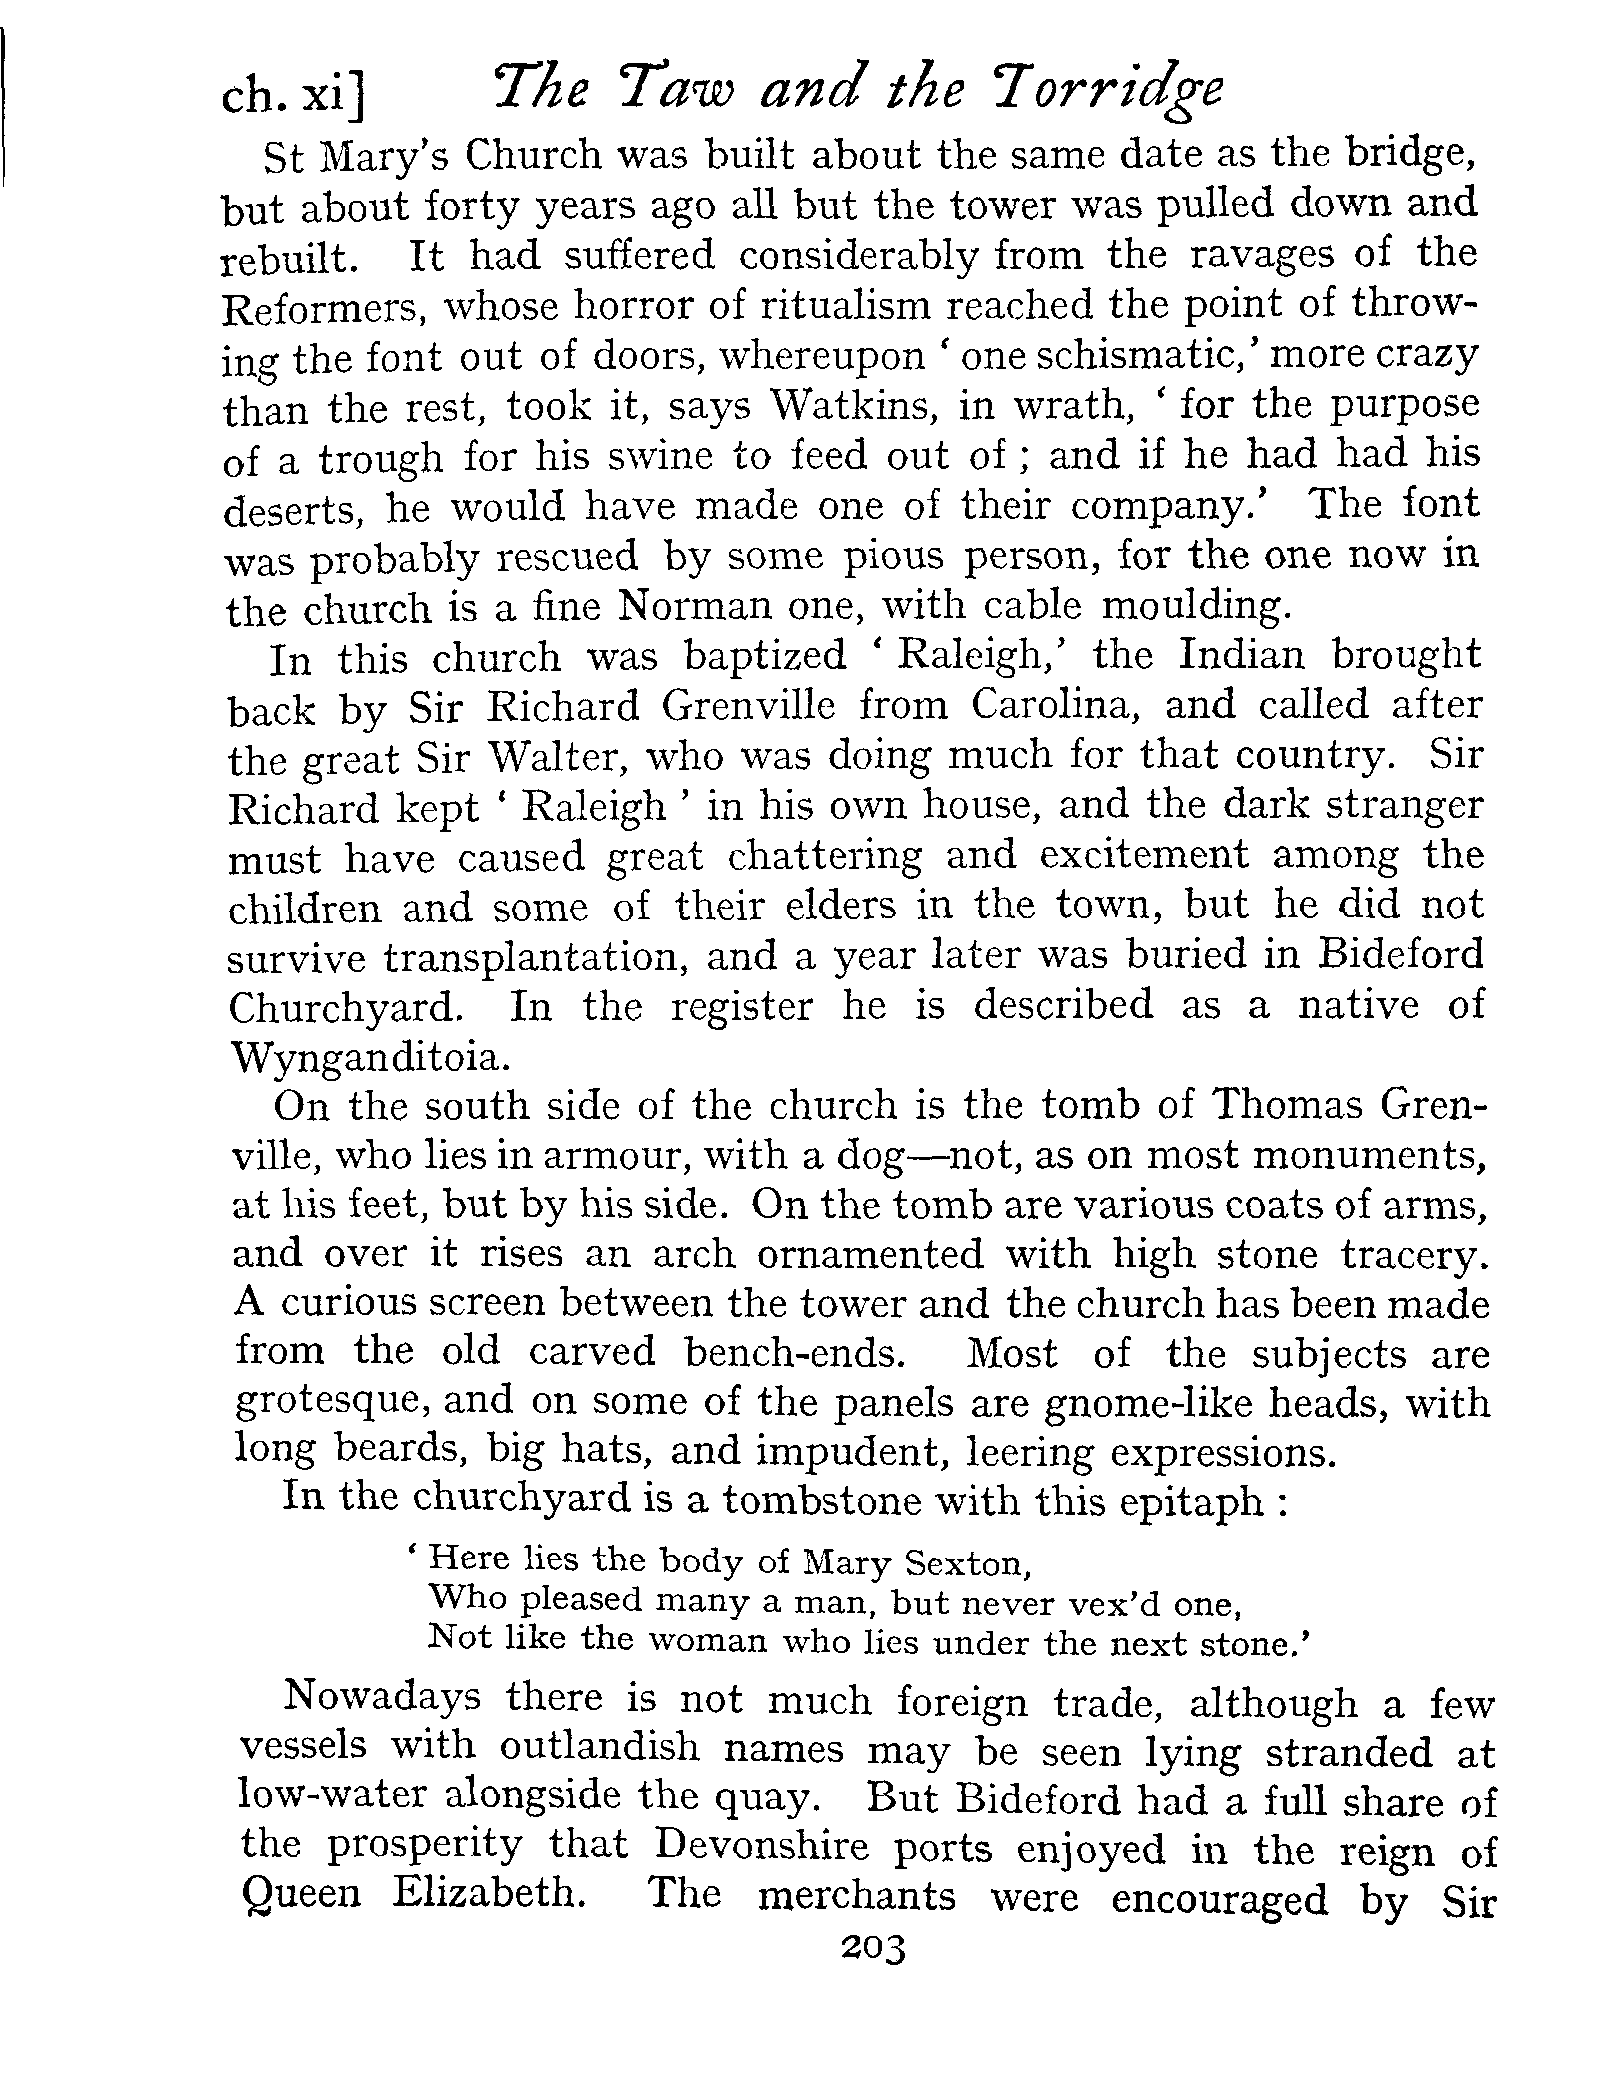 ch. xi] The Taw and the Torridge
St Mary's Church was built about the same date as the bridge,
but about forty years ago all but the tower was pulled down and
rebuilt. It had suffered considerably from the ravages of the
Reformers, whose horror of ritualism reached the point of throw-
ing the font out of doors, whereupon ‘ one schismatic,’ more crazy
than the rest, took it, says Watkins, in wrath, ‘ for the purpose
of a trough for his swine to feed out of ; and if he had had his
deserts, he would have made one of their company.’ The font
was probably rescued by some pious person, for the one now in
the church is a fine Norman one, with cable moulding.
In this church was baptized ‘ Raleigh,’ the Indian brought
back by Sir Richard Grenville from Carolina, and called after
the great Sir Walter, who was doing much for that country. Sir
Richard kept ‘ Raleigh ’ in his own house, and the dark stranger
must have caused great chattering and excitement among the
children and some of their elders in the town, but he did not
survive transplantation, and a year later was buried in Bideford
Churchyard. In the register he is described as a native of
Wynganditoia.
On the south side of the church is the tomb of Thomas Gren-
ville, who lies in armour, with a dog—not, as on most monuments,
at his feet, but by his side. On the tomb are various coats of arms,
and over it rises an arch ornamented with high stone tracery.
A curious screen between the tower and the church has been made
from the old carved bench-ends. Most of the subjects are
grotesque, and on some of the panels are gnome-like heads, with
long beards, big hats, and impudent, leering expressions.
In the churchyard is a tombstone with this epitaph :
‘ Here lies the body of Mary Sexton,
Who pleased many a man, but never vex'd one,
Not like the woman who lies under the next stone.’
Nowadays there is not much foreign trade, although a few
vessels with outlandish names may be seen lying stranded at
low-water alongside the quay. But Bideford had a full share of
the prosperity that Devonshire ports enjoyed in the reign of
Queen Elizabeth. The merchants were encouraged by Sir
203